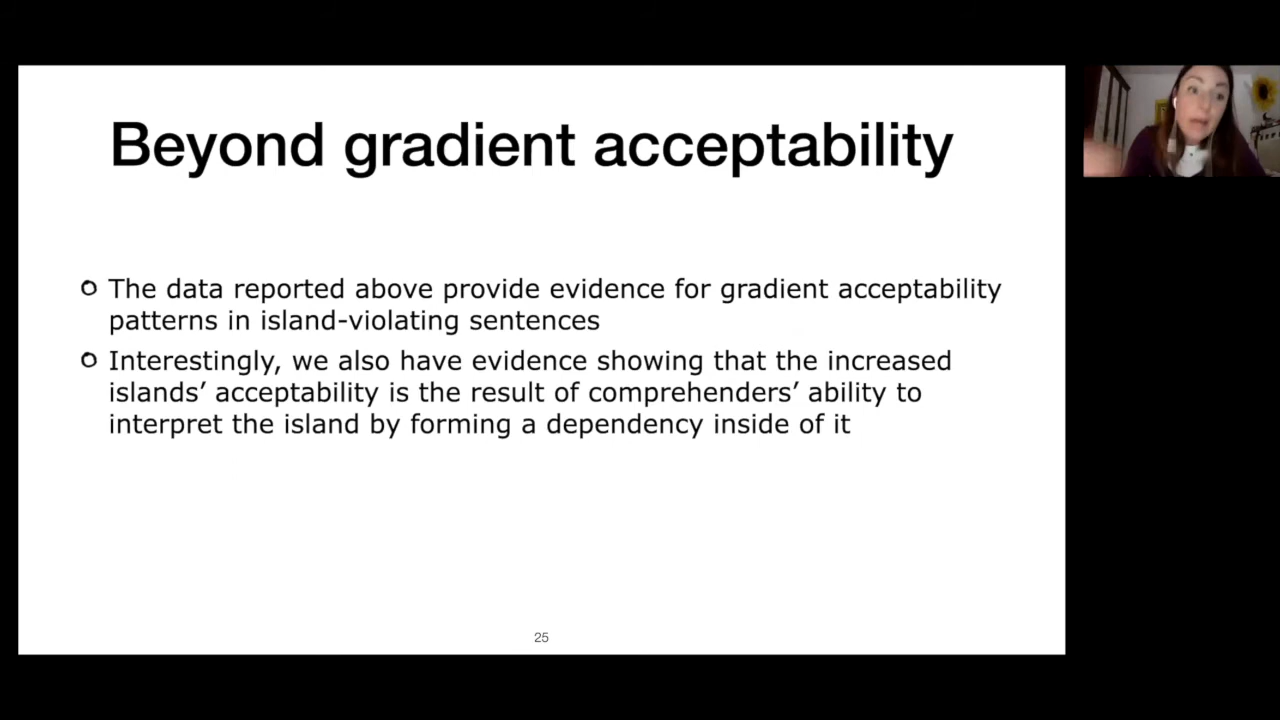 Beyond gradient acceptability
The data reported above provide evidence for gradient acceptability
patterns in island-violating sentences
Interestingly, we also have evidence showing that the increased
islands’ acceptability is the result of comprehenders’ ability to
interpret the island by forming a dependency inside of it
25